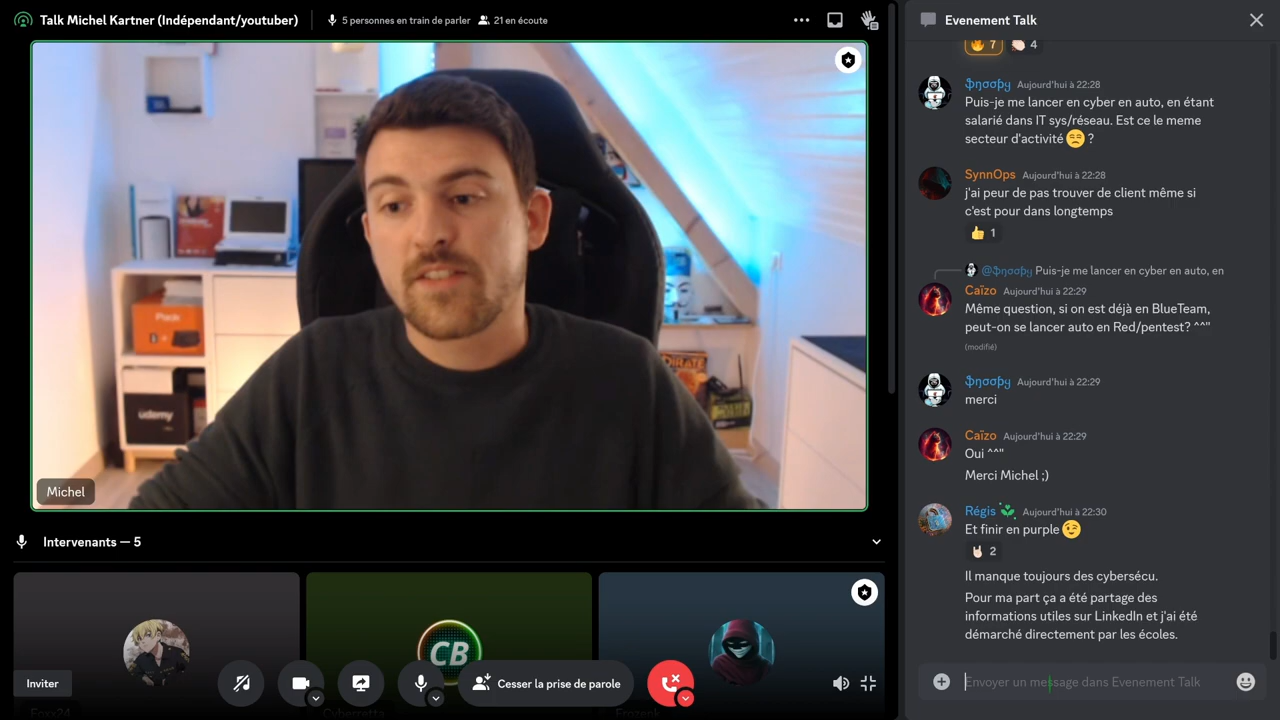 Talk Michel Kartner (Indépendant/youtuber)
5 personnes en train de parler
21 en écoute
Evenement Talk
7
4
Aujourd'hui à 22:28
Puis-je me lancer en cyber en auto, en étant
salarié dans IT sys/réseau. Est ce le meme
secteur d'activité 😒 ?
SynnOps Aujourd'hui à 22:28
j'ai peur de pas trouver de client même si
c'est pour dans longtemps
👍 1
Puis-je me lancer en cyber en auto, en
Caïzo Aujourd'hui à 22:29
Même question, si on est déjà en BlueTeam,
peut-on se lancer auto en Red/pentest? ^^"
(modifié)
Aujourd'hui à 22:29
merci
Caïzo Aujourd'hui à 22:29
Oui ^^"
Merci Michel ;)
Régis Aujourd'hui à 22:30
Et finir en purple 😉
2
Il manque toujours des cybersécu.
Pour ma part ça a été partage des
informations utiles sur LinkedIn et j'ai été
démarché directement par les écoles.
Envoyer un message dans Evenement Talk
udemy
PIRATE
Michel
Intervenants — 5
CB
Inviter
Cesser la prise de parole